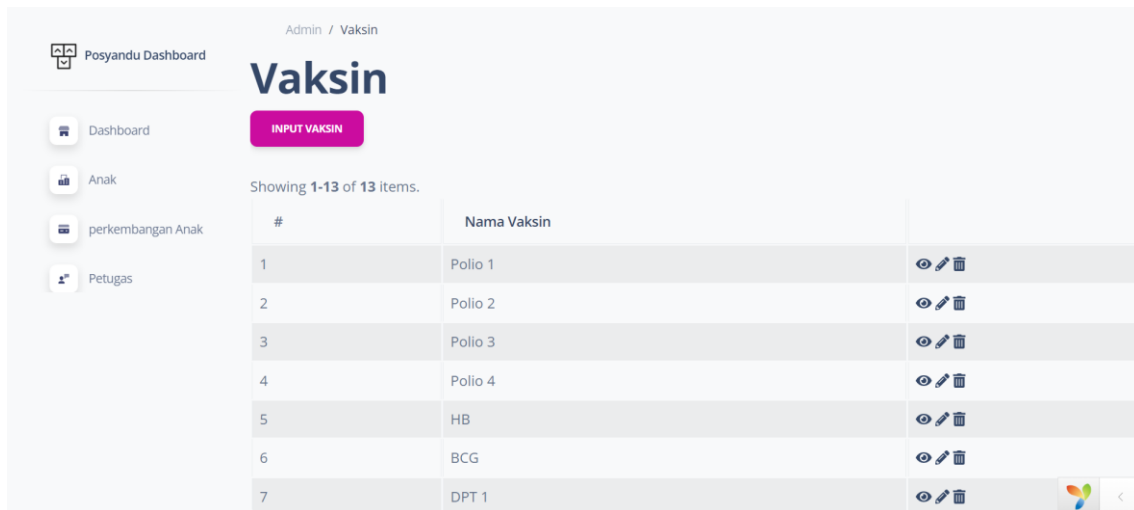 Admin / Vaksin
Posyandu Dashboard
Vaksin
INPUT VAKSIN
Dashboard
Anak
perkembangan Anak
Petugas
Showing 1-13 of 13 items.
# Nama Vaksin
1 Polio 1
2 Polio 2
3 Polio 3
4 Polio 4
5 HB
6 BCG
7 DPT 1